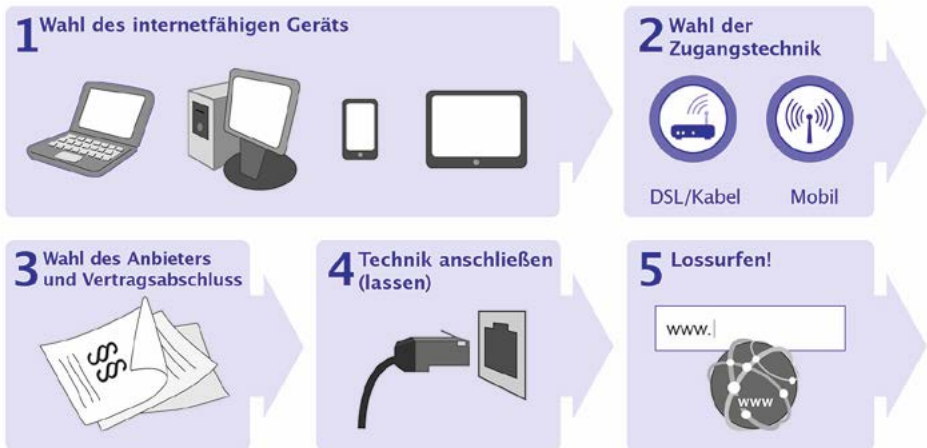 1 Wahl des internetfähigen Geräts
2 Wahl der
Zugangstechnik
DSL/Kabel Mobil
3 Wahl des Anbieters
und Vertragsabschluss
§§
4 Technik anschließen
(lassen)
5 Lossurfen!
www.
www